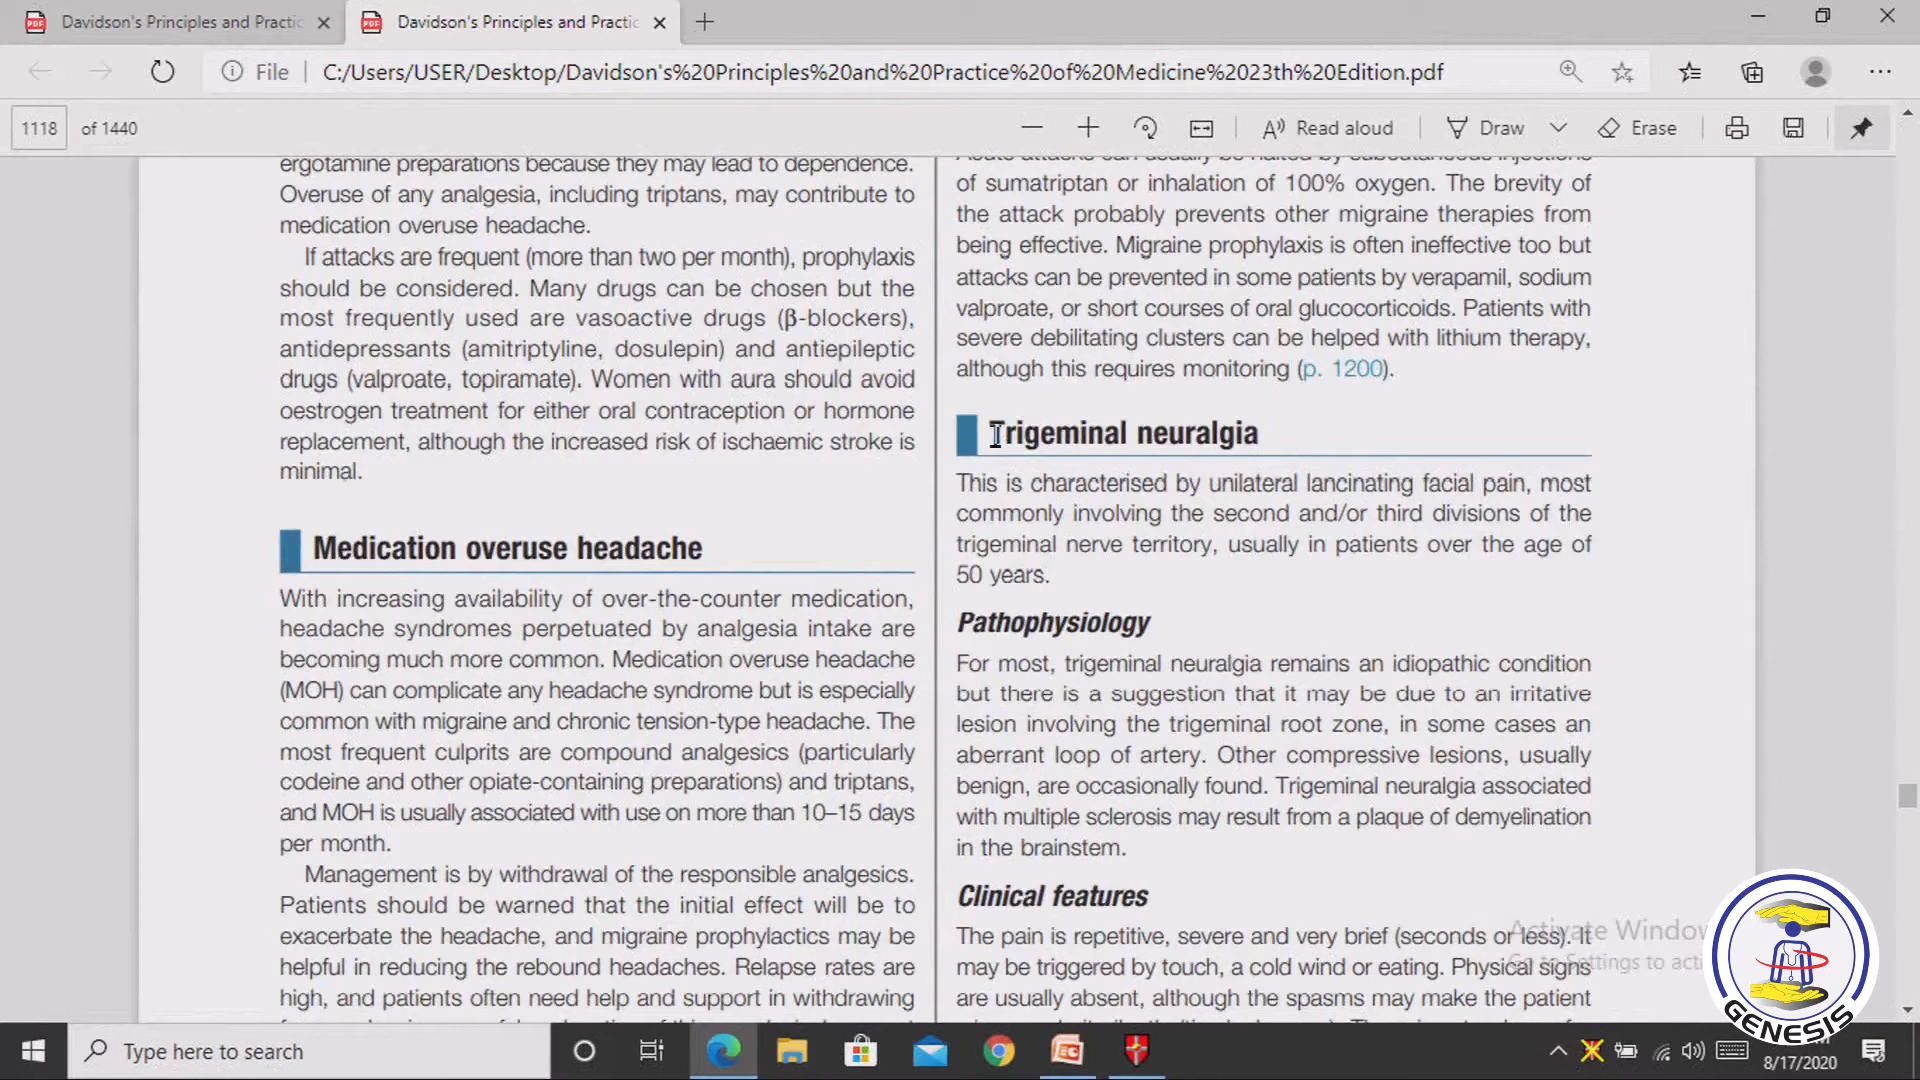 Davidson's Principles and Practic
Davidson's Principles and Practic
File
C:/Users/USER/Desktop/Davidson's%20Principles%20and%20Practice%20of%20Medicine%2023th%20Edition.pdf
1118 of 1440
Read aloud
Draw
Erase
ergotamine preparations because they may lead to dependence.
Overuse of any analgesia, including triptans, may contribute to
medication overuse headache.
If attacks are frequent (more than two per month), prophylaxis
should be considered. Many drugs can be chosen but the
most frequently used are vasoactive drugs (β-blockers),
antidepressants (amitriptyline, dosulepin) and antiepileptic
drugs (valproate, topiramate). Women with aura should avoid
oestrogen treatment for either oral contraception or hormone
replacement, although the increased risk of ischaemic stroke is
minimal.
Medication overuse headache
With increasing availability of over-the-counter medication,
headache syndromes perpetuated by analgesia intake are
becoming much more common. Medication overuse headache
(MOH) can complicate any headache syndrome but is especially
common with migraine and chronic tension-type headache. The
most frequent culprits are compound analgesics (particularly
codeine and other opiate-containing preparations) and triptans,
and MOH is usually associated with use on more than 10–15 days
per month.
Management is by withdrawal of the responsible analgesics.
Patients should be warned that the initial effect will be to
exacerbate the headache, and migraine prophylactics may be
helpful in reducing the rebound headaches. Relapse rates are
high, and patients often need help and support in withdrawing
Acute attacks can usually be halted by subcutaneous injections
of sumatriptan or inhalation of 100% oxygen. The brevity of
the attack probably prevents other migraine therapies from
being effective. Migraine prophylaxis is often ineffective too but
attacks can be prevented in some patients by verapamil, sodium
valproate, or short courses of oral glucocorticoids. Patients with
severe debilitating clusters can be helped with lithium therapy,
although this requires monitoring (p. 1200).
Trigeminal neuralgia
This is characterised by unilateral lancinating facial pain, most
commonly involving the second and/or third divisions of the
trigeminal nerve territory, usually in patients over the age of
50 years.
Pathophysiology
For most, trigeminal neuralgia remains an idiopathic condition
but there is a suggestion that it may be due to an irritative
lesion involving the trigeminal root zone, in some cases an
aberrant loop of artery. Other compressive lesions, usually
benign, are occasionally found. Trigeminal neuralgia associated
with multiple sclerosis may result from a plaque of demyelination
in the brainstem.
Clinical features
The pain is repetitive, severe and very brief (seconds or less). It
may be triggered by touch, a cold wind or eating. Physical signs
are usually absent, although the spasms may make the patient
Activate Window
Go to Settings to acti
GENESIS
Type here to search
8/17/2020